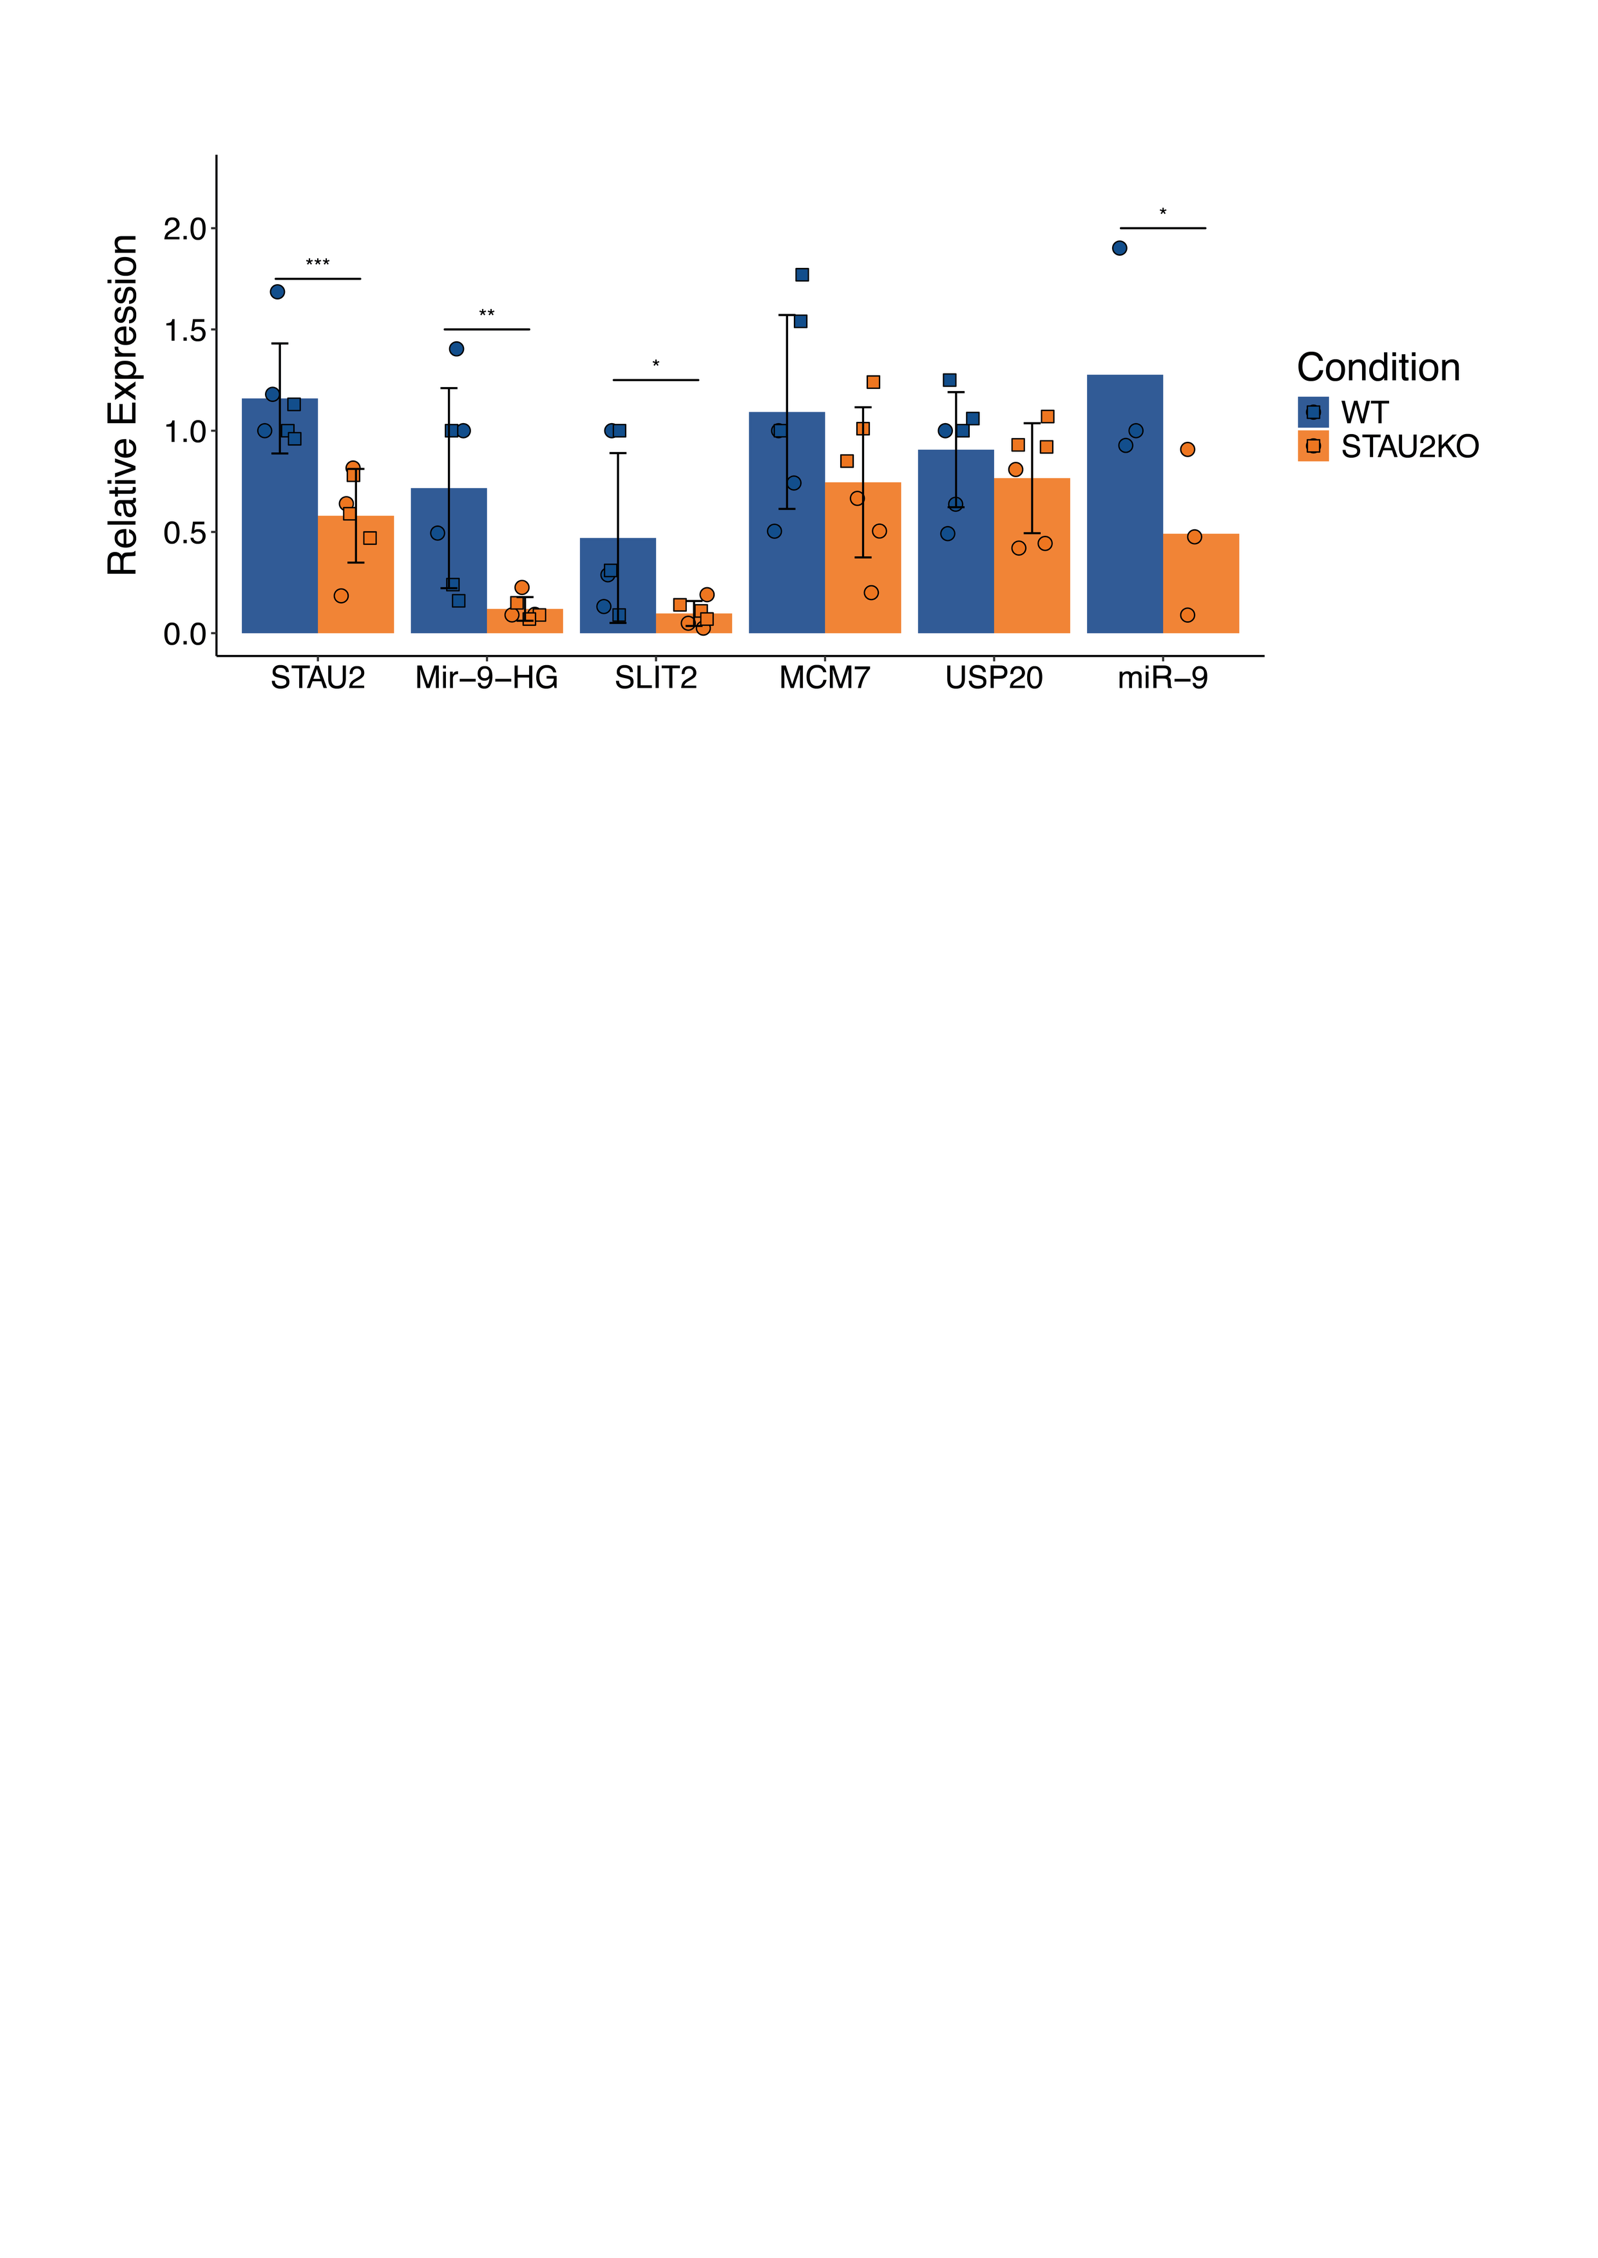 2.0
1.5
1.0
0.5
0.0
Relative Expression
***
**
*
*
STAU2
Mir−9−HG
SLIT2
MCM7
USP20
miR−9
Condition
WT
STAU2KO